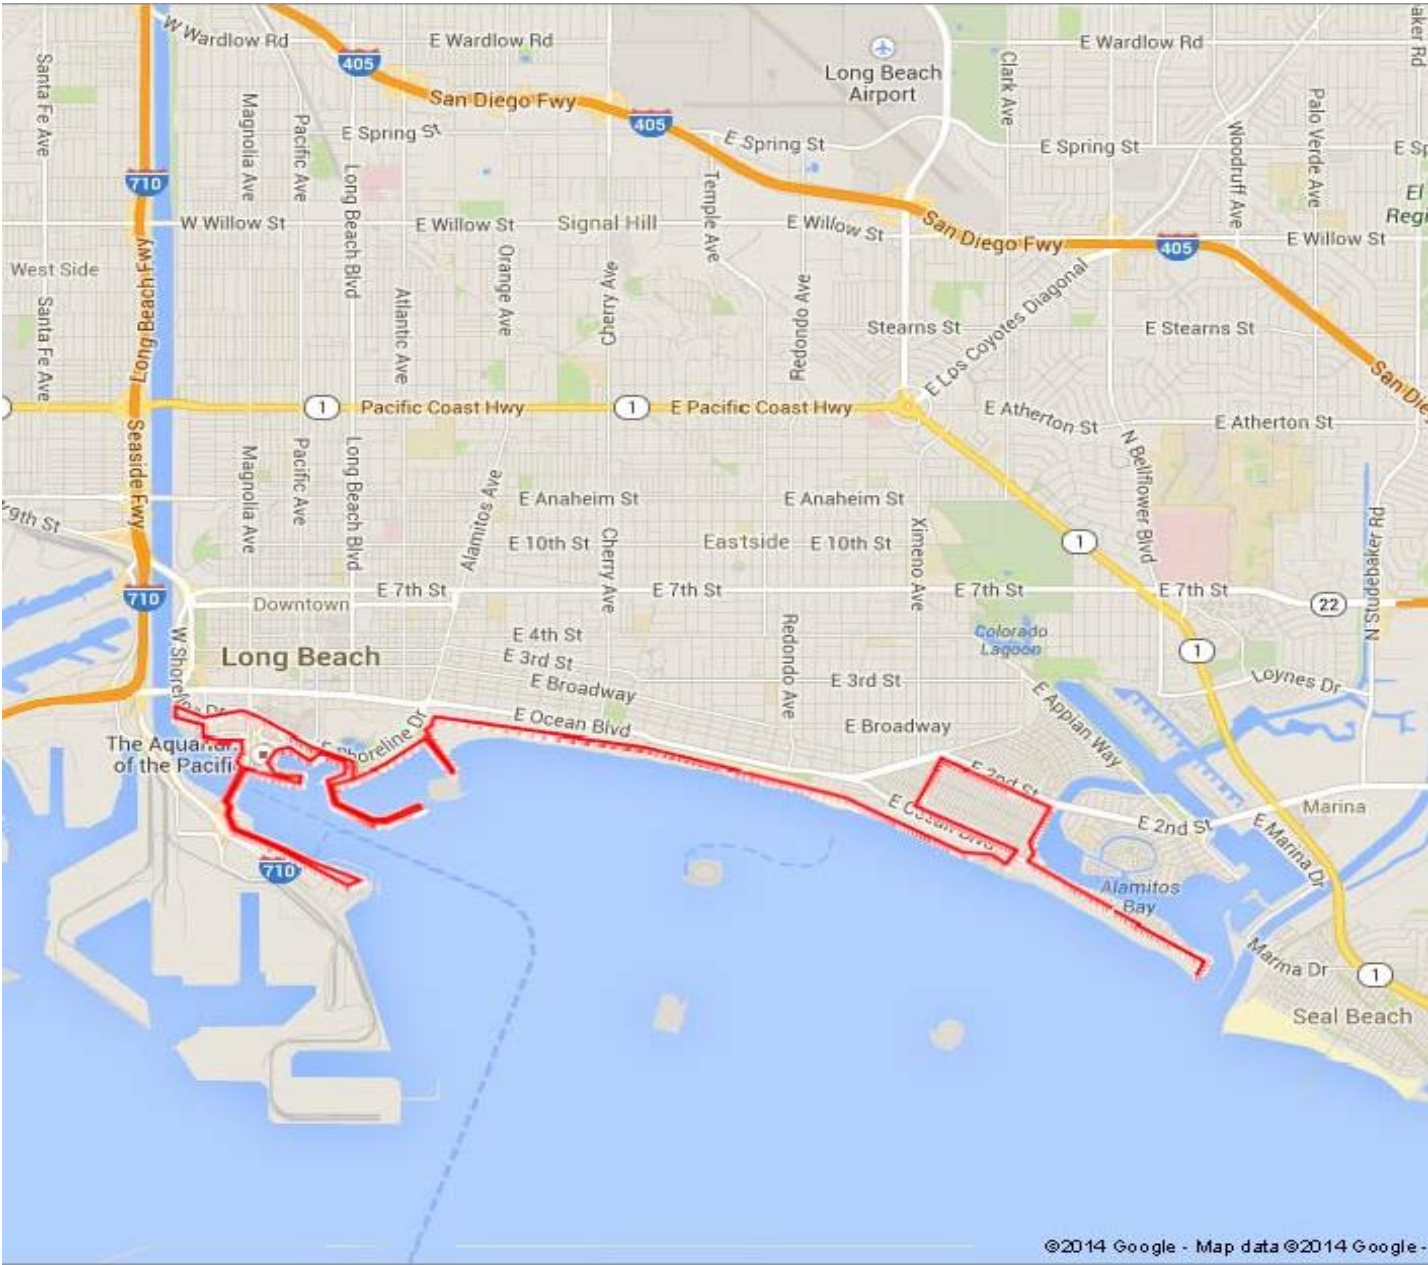 W Wardlow Rd
E Wardlow Rd
E Wardlow Rd
405
Long Beach
Airport
Clark Ave
Santa Fe Ave
San Diego Fwy
Magnolia Ave
Pacific Ave
E Spring St
405
E Spring St
E Spring St
Woodruff Ave
Palo Verde Ave
710
Long Beach Blvd
Temple Ave
W Willow St
E Willow St
Signal Hill
E Willow St
San Diego Fwy
405
E Willow St
West Side
Long Beach Fwy
Orange Ave
Cherry Ave
Redondo Ave
Santa Fe Ave
Atlantic Ave
Stearns St
E Los Coyotes Diagonal
E Stearns St
1
Pacific Coast Hwy
1
E Pacific Coast Hwy
E Atherton St
E Atherton St
Seaside Fwy
Magnolia Ave
Pacific Ave
Long Beach Blvd
Alamitos Ave
N Bellflower Blvd
E Anaheim St
E Anaheim St
9th St
E 10th St
Cherry Ave
Eastside
E 10th St
Ximeno Ave
1
N Studebaker Rd
710
Downtown
E 7th St
E 7th St
E 7th St
E 7th St
22
E 4th St
Colorado
Lagoon
Long Beach
E 3rd St
Redondo Ave
1
E Broadway
E 3rd St
Loynes Dr
E Appian Way
E Ocean Blvd
E Broadway
The Aquarium
of the Pacific
E Shoreline Dr
E 2nd St
E Ocean Blvd
E 2nd St
Marina
E Marina Dr
710
Alamitos
Bay
Marina Dr
1
Seal Beach
©2014 Google - Map data ©2014 Google -